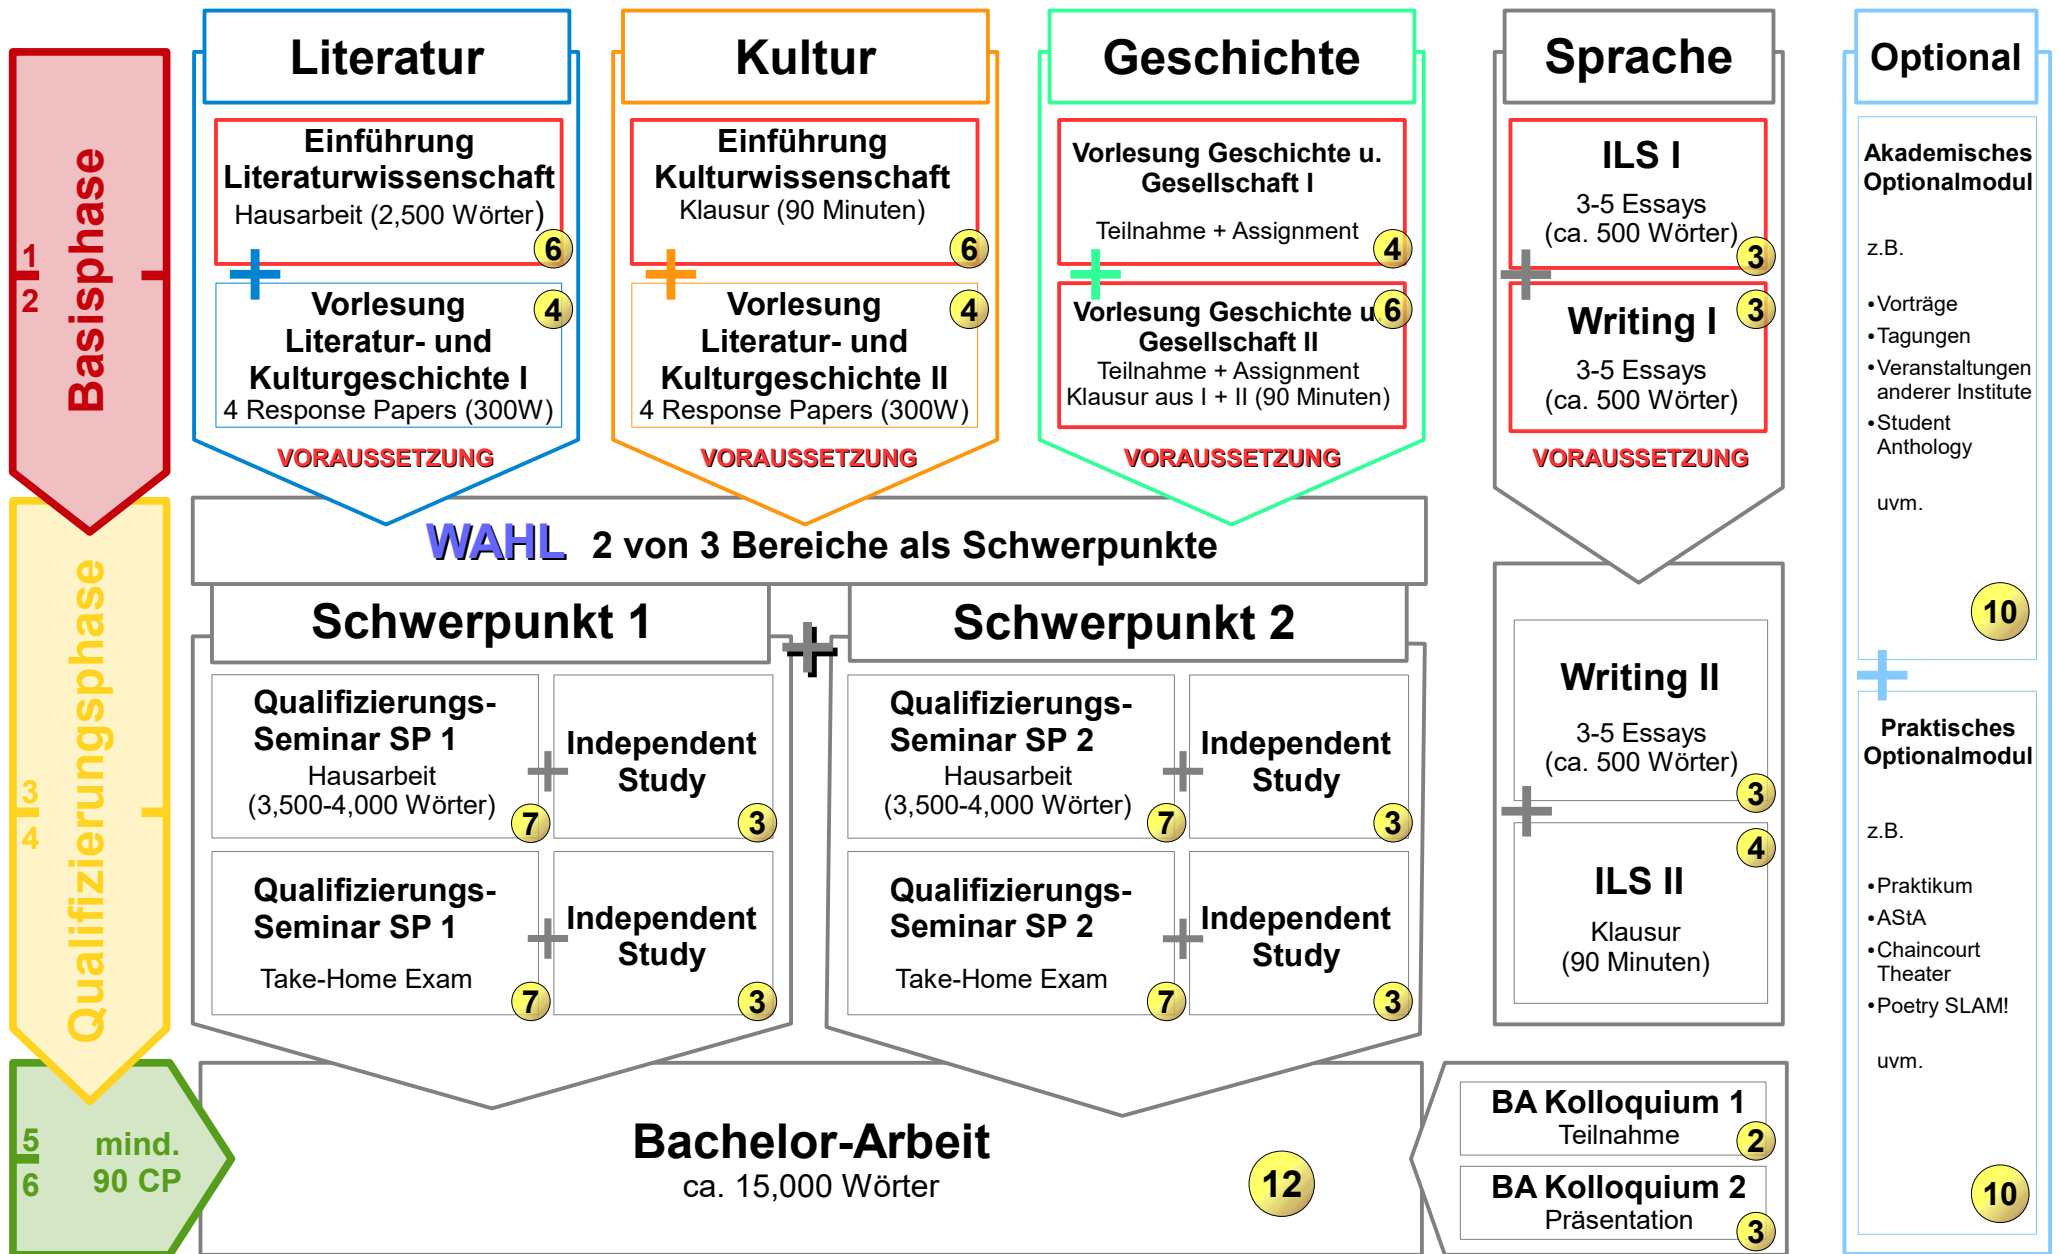 Literatur
Kultur
Geschichte
Sprache
Optional
Basisphase
1
2
Einführung
Literaturwissenschaft
Hausarbeit (2,500 Wörter)
6
Vorlesung
Literatur- und
Kulturgeschichte I
4 Response Papers (300W)
4
VORAUSSETZUNG
Einführung
Kulturwissenschaft
Klausur (90 Minuten)
6
Vorlesung
Literatur- und
Kulturgeschichte II
4 Response Papers (300W)
4
VORAUSSETZUNG
Vorlesung Geschichte u.
Gesellschaft I
Teilnahme + Assignment
4
Vorlesung Geschichte u.
Gesellschaft II
Teilnahme + Assignment
Klausur aus I + II (90 Minuten)
6
VORAUSSETZUNG
ILS I
3-5 Essays
(ca. 500 Wörter)
3
Writing I
3-5 Essays
(ca. 500 Wörter)
3
VORAUSSETZUNG
Akademisches
Optionalmodul
z.B.
•Vorträge
•Tagungen
•Veranstaltungen
anderer Institute
•Student
Anthology
uvm.
10
Qualifizierungsphase
3
4
WAHL 2 von 3 Bereiche als Schwerpunkte
Schwerpunkt 1
Qualifizierungs-
Seminar SP 1
Hausarbeit
(3,500-4,000 Wörter)
7
Independent
Study
3
Qualifizierungs-
Seminar SP 1
Take-Home Exam
7
Independent
Study
3
Schwerpunkt 2
Qualifizierungs-
Seminar SP 2
Hausarbeit
(3,500-4,000 Wörter)
7
Independent
Study
3
Qualifizierungs-
Seminar SP 2
Take-Home Exam
7
Independent
Study
3
Writing II
3-5 Essays
(ca. 500 Wörter)
3
ILS II
Klausur
(90 Minuten)
4
Praktisches
Optionalmodul
z.B.
•Praktikum
•AStA
•Chaincourt
Theater
•Poetry SLAM!
uvm.
10
5
6
mind.
90 CP
Bachelor-Arbeit
ca. 15,000 Wörter
12
BA Kolloquium 1
Teilnahme
2
BA Kolloquium 2
Präsentation
3